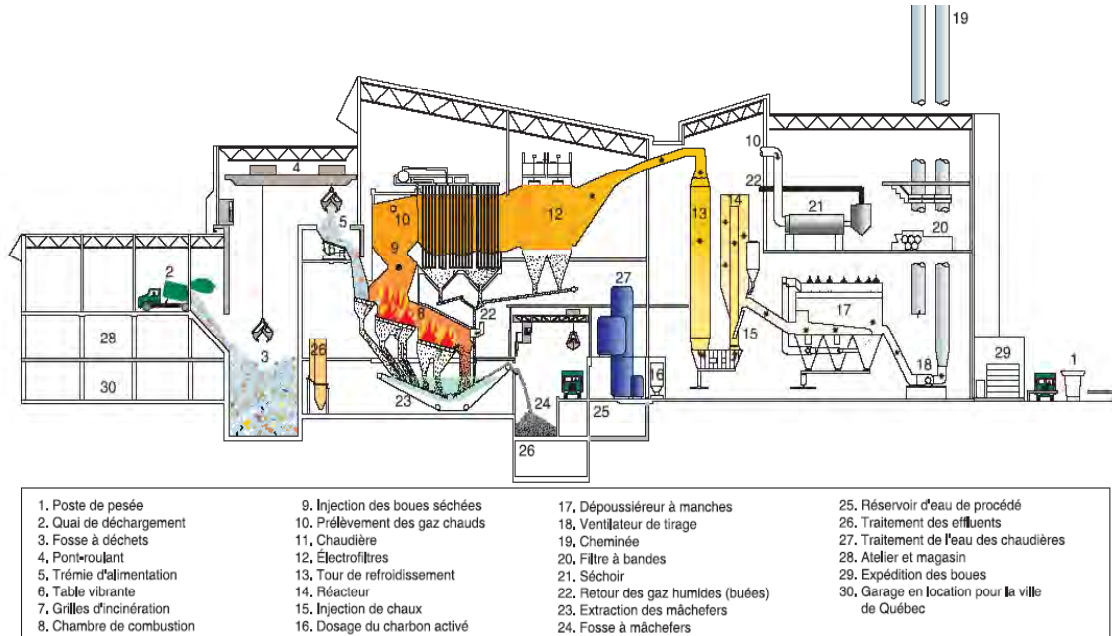 19
4
10
22
14
5
10
12
13
21
20
9
2
27
8
22
17
28
3
15
26
16
29
1
18
30
23
24
25
26
1. Poste de pesée
2. Quai de déchargement
3. Fosse à déchets
4. Pont-roulant
5. Trémie d'alimentation
6. Table vibrante
7. Grilles d'incinération
8. Chambre de combustion
9. Injection des boues séchées
10. Prélèvement des gaz chauds
11. Chaudière
12. Électrofiltres
13. Tour de refroidissement
14. Réacteur
15. Injection de chaux
16. Dosage du charbon activé
17. Dépoussiéreur à manches
18. Ventilateur de tirage
19. Cheminée
20. Filtre à bandes
21. Séchoir
22. Retour des gaz humides (buées)
23. Extraction des mâchefers
24. Fosse à mâchefers
25. Réservoir d'eau de procédé
26. Traitement des effluents
27. Traitement de l'eau des chaudières
28. Atelier et magasin
29. Expédition des boues
30. Garage en location pour la ville
de Québec